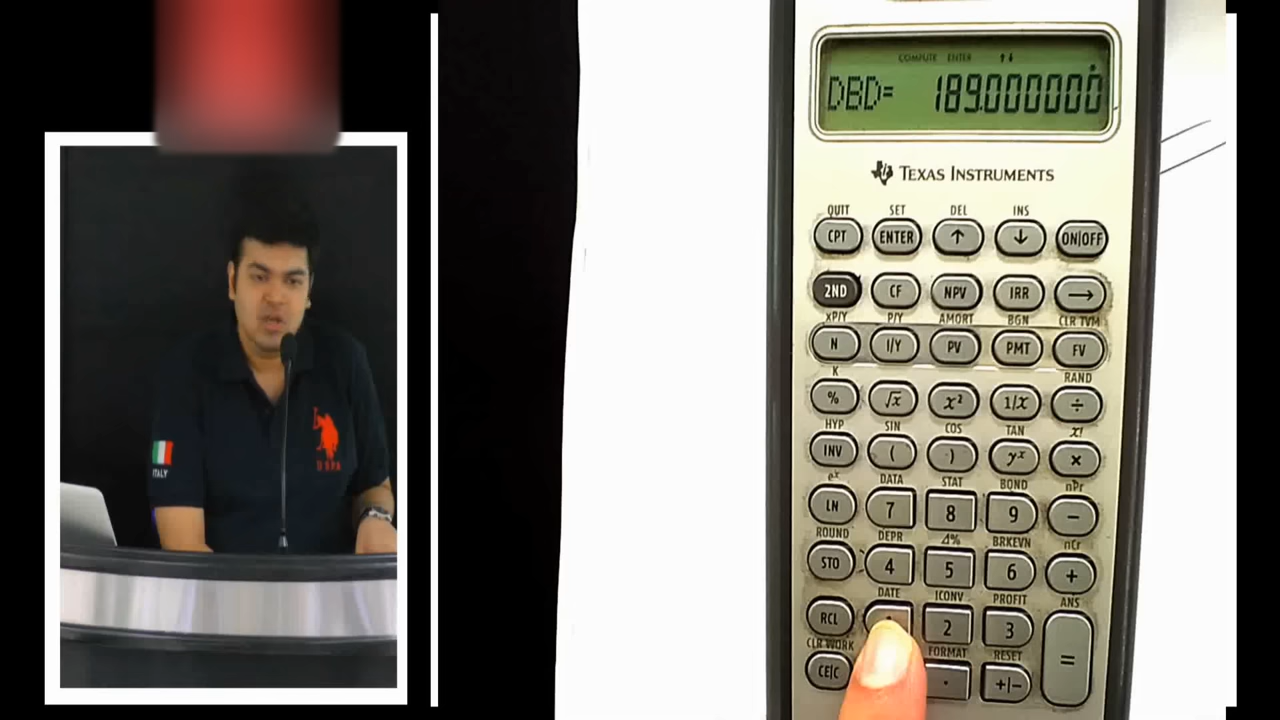 COMPUTE ENTER ↑↓
DBD= 189.000000
TEXAS INSTRUMENTS
QUIT SET DEL INS
CPT ENTER ↑ ↓ ON|OFF
2ND CF NPV IRR →
xP/Y P/Y AMORT BGN CLR TVM
N I/Y PV PMT FV
K RAND
% √x x² 1/x ÷
HYP SIN COS TAN x!
INV ( ) yˣ ×
eˣ DATA STAT BOND nPr
LN 7 8 9 −
ROUND DEPR Δ% BRKEVN nCr
STO 4 5 6 +
DATE ICONV PROFIT ANS
RCL 2 3 =
CLR WORK FORMAT RESET
CE|C . +/−
ITALY
USPA